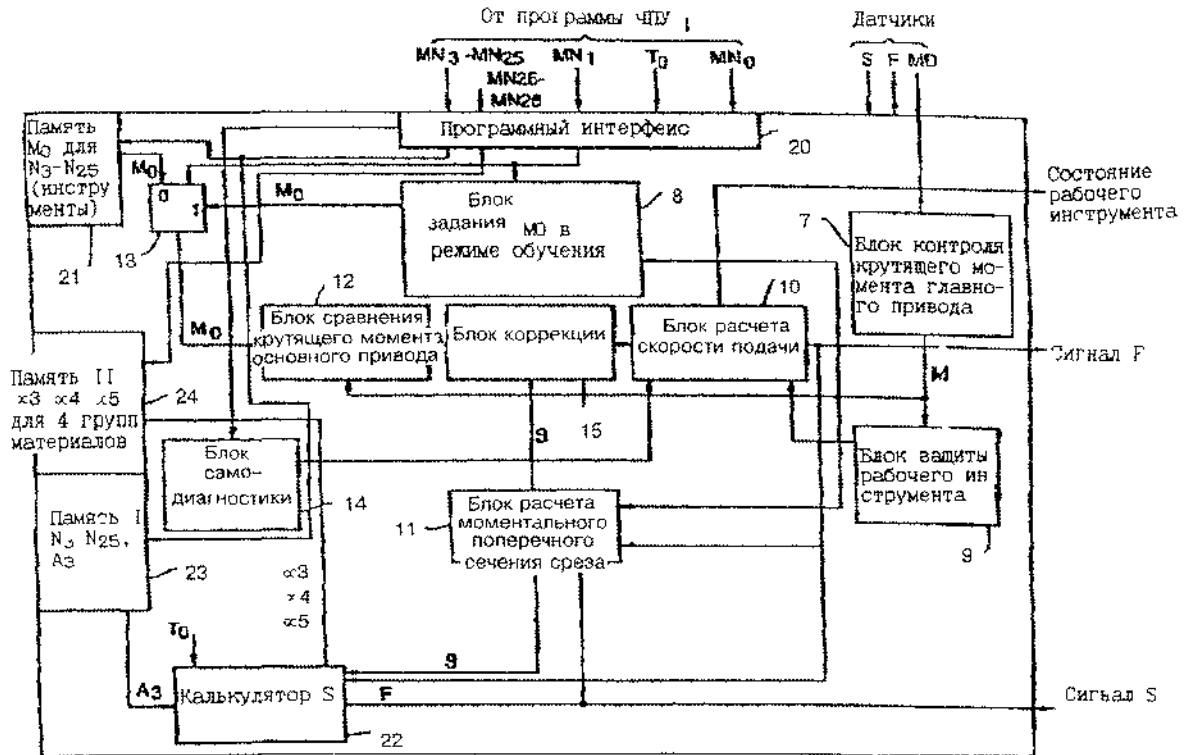 От программы ЧПУ
Датчики
MN3-MN25
MN26-
MN28
MN1
T0
MN0
S F MD
Программный интерфейс
20
Память
M0 для
N3-N25
(инстру
менты)
21
M0
0
1
13
M0
Блок
задания M0 в
режиме обучения
8
Состояние
рабочего
инструмента
7
Блок контроля
крутящего мо-
мента главно-
го привода
12
Блок сравнения
крутящего момента
основного привода
M0
Блок коррекции
15
10
Блок расчета
скорости подачи
Сигнал F
M
Память II
α3 α4 α5
для 4 групп
материалов
24
Блок
само-
диагностики
14
9
Блок расчета
моментального
поперечного
сечения среза
11
Блок защиты
рабочего ин
струмента
9
Память I
N3 N25,
A3
23
α3
α4
α5
T0
A3
Калькулятор S
22
9
F
Сигнал S